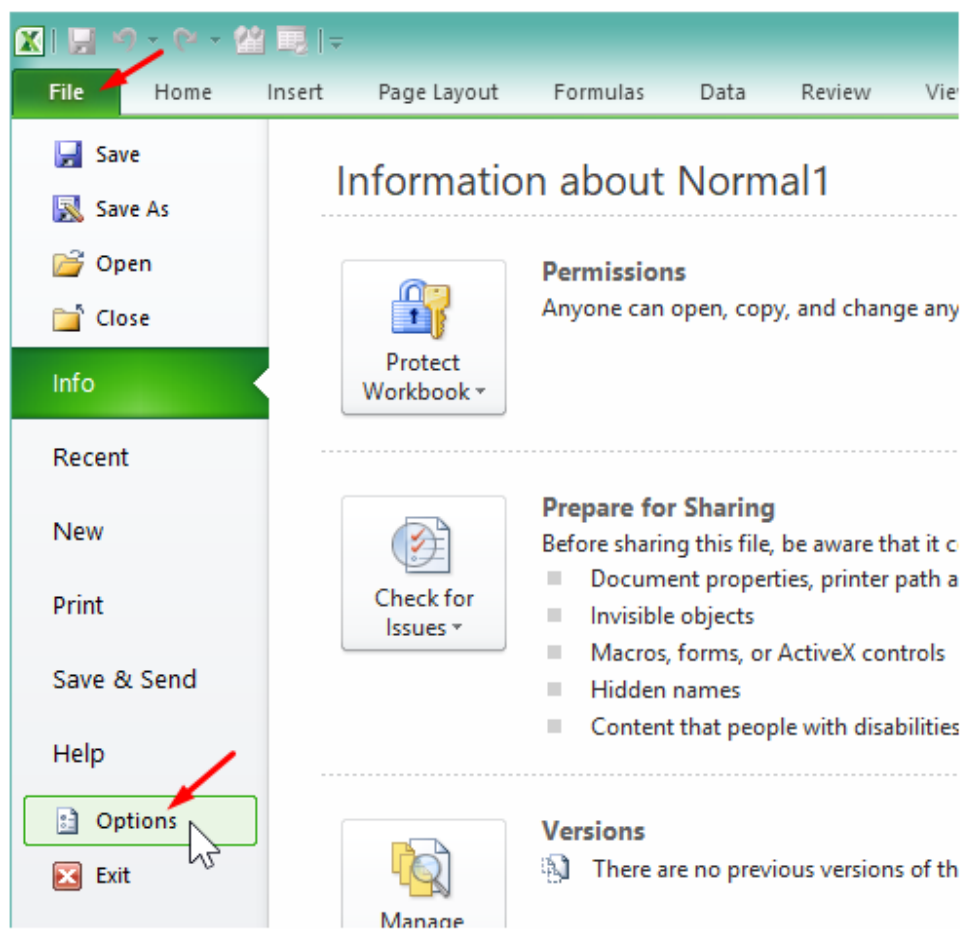 File Home Insert Page Layout Formulas Data Review Vie
Save
Save As
Open
Close
Info
Recent
New
Print
Save & Send
Help
Options
Exit
Information about Normal1
Permissions
Anyone can open, copy, and change any
Protect
Workbook
Prepare for Sharing
Before sharing this file, be aware that it c
Document properties, printer path a
Invisible objects
Macros, forms, or ActiveX controls
Hidden names
Content that people with disabilities
Check for
Issues
Versions
There are no previous versions of th
Manage